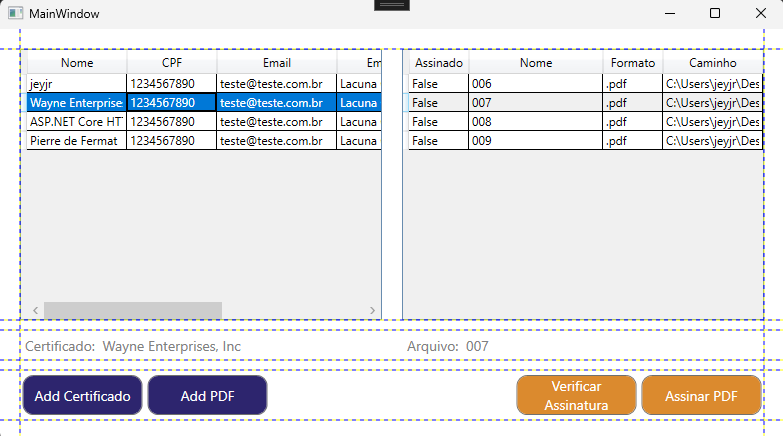 MainWindow
Nome CPF Email Em
jeyjr 1234567890 teste@teste.com.br Lacuna
Wayne Enterprise 1234567890 teste@teste.com.br Lacuna
ASP.NET Core HT 1234567890 teste@teste.com.br Lacuna
Pierre de Fermat 1234567890 teste@teste.com.br Lacuna
Assinado Nome Formato Caminho
False 006 .pdf C:\Users\jeyjr\Des
False 007 .pdf C:\Users\jeyjr\Des
False 008 .pdf C:\Users\jeyjr\Des
False 009 .pdf C:\Users\jeyjr\Des
Certificado: Wayne Enterprises, Inc
Arquivo: 007
Add Certificado
Add PDF
Verificar
Assinatura
Assinar PDF